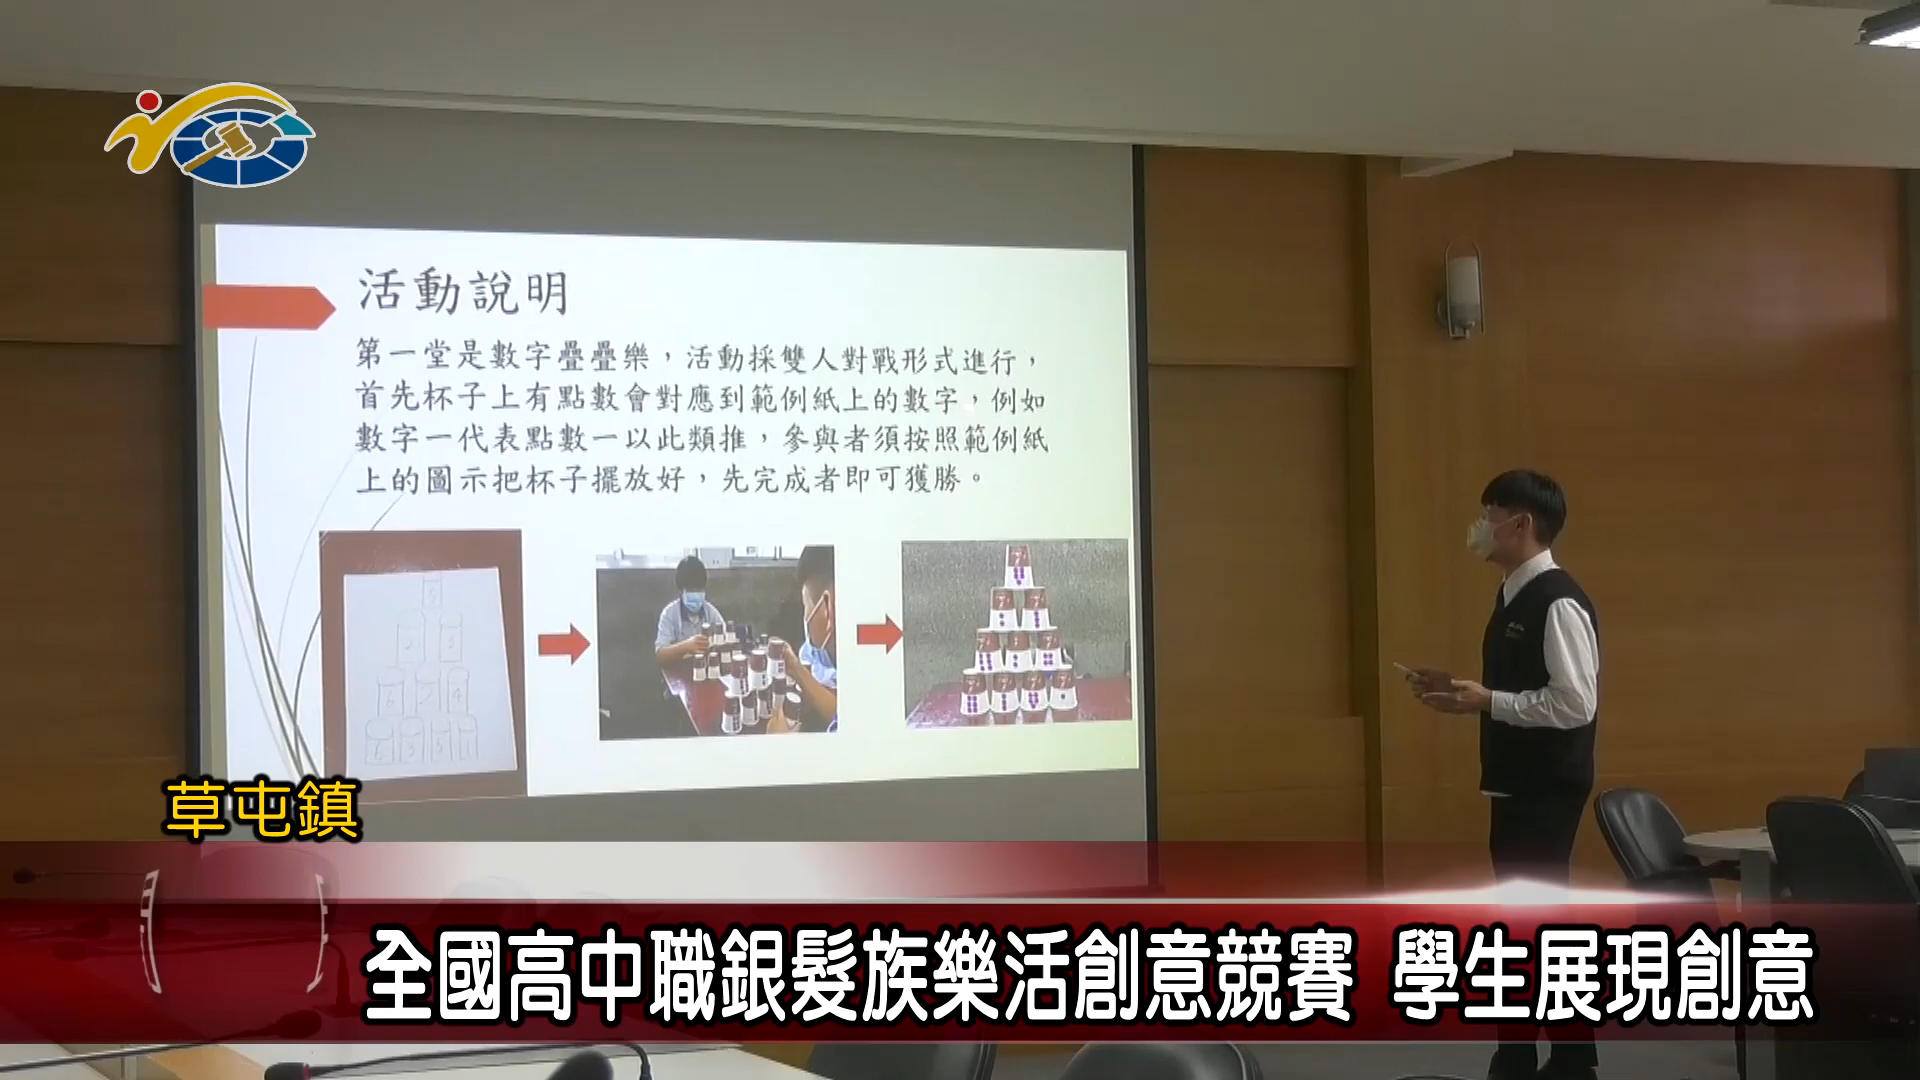 活動說明
第一堂是數字疊疊樂，活動採雙人對戰形式進行，
首先杯子上有點數會對應到範例紙上的數字，例如
數字一代表點數一以此類推，參與者須按照範例紙
上的圖示把杯子擺放好，先完成者即可獲勝。
草屯鎮
全國高中職銀髮族樂活創意競賽 學生展現創意